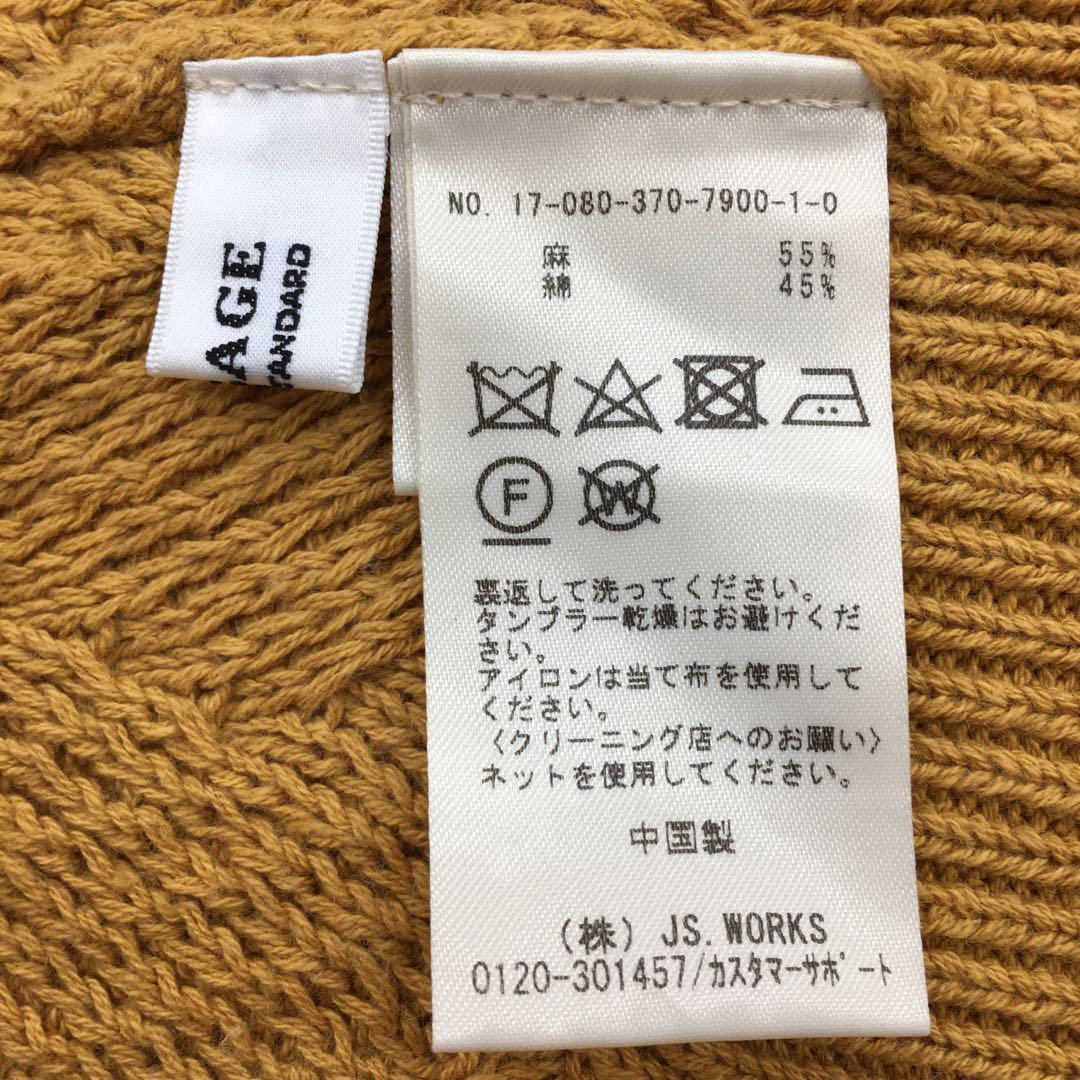 AGE
TANDARD
NO. 17-080-370-7900-1-0
麻 55%
綿 45%
F
W
裏返して洗ってください。
タンブラー乾燥はお避けくだ
さい。
アイロンは当て布を使用して
ください。
〈クリーニング店へのお願い〉
ネットを使用してください。
中国製
(株) JS.WORKS
0120-301457/カスタマーサポート